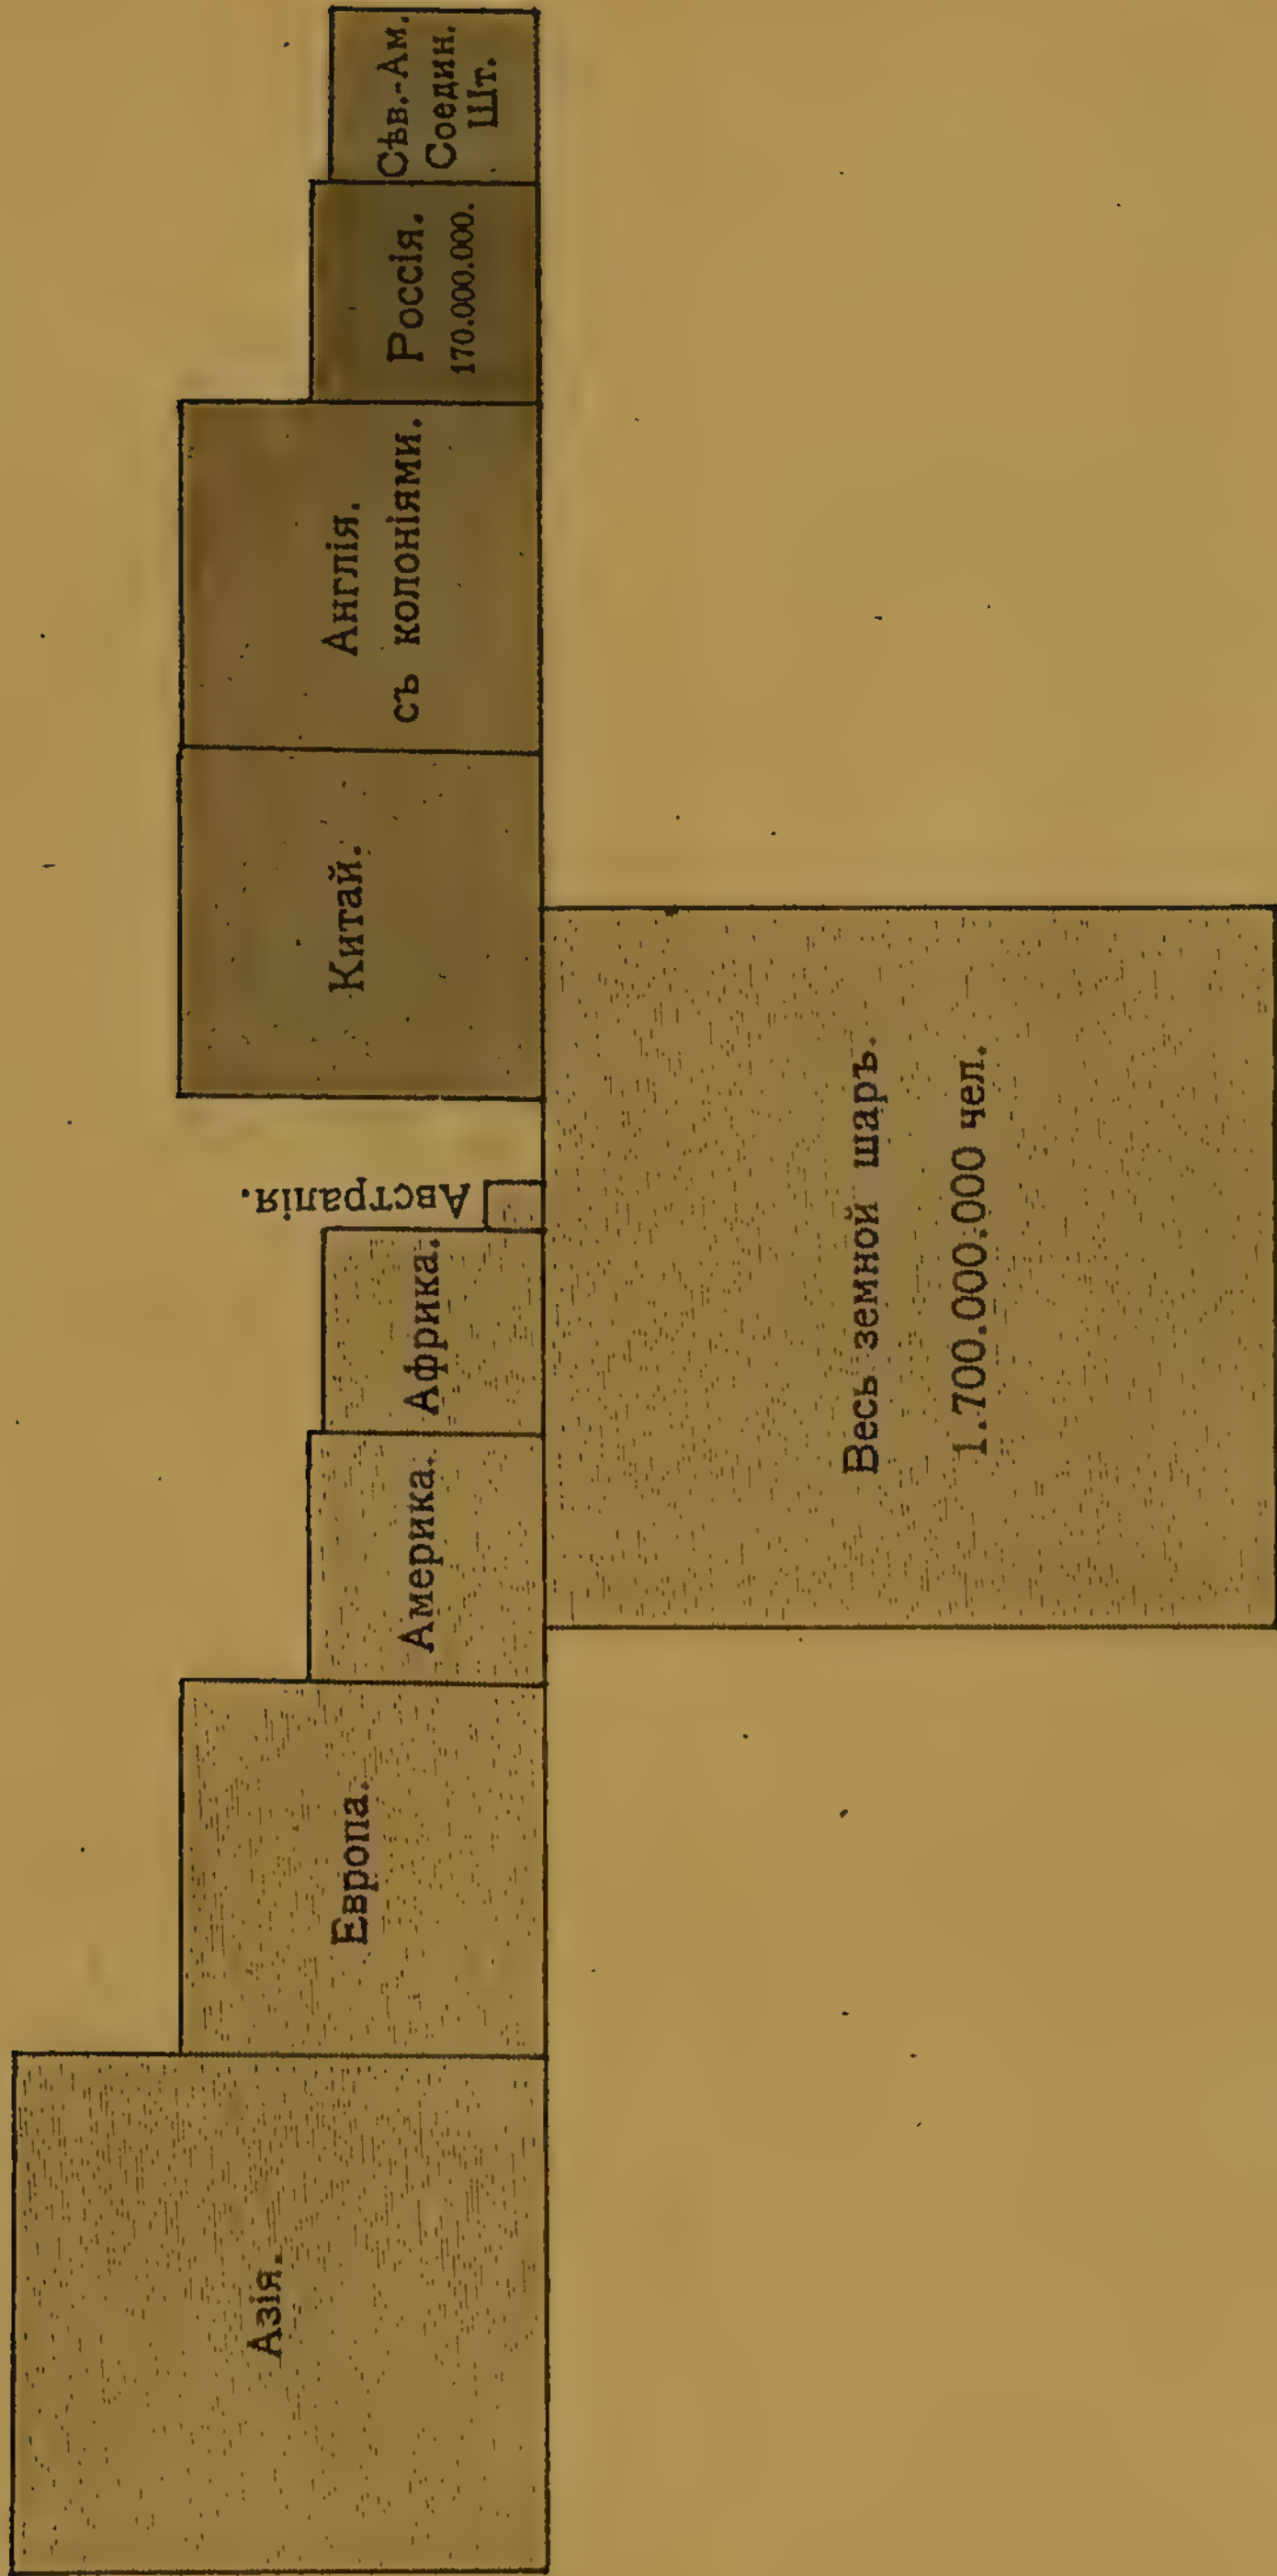 Азія.
Европа.
Америка.
Африка.
Австралія.
Китай.
Англія.
съ колоніями.
Россія.
170.000.000.
Сѣв.-Ам.
Соедин.
Шт.
Весь земной шаръ.
1.700.000.000 чел.